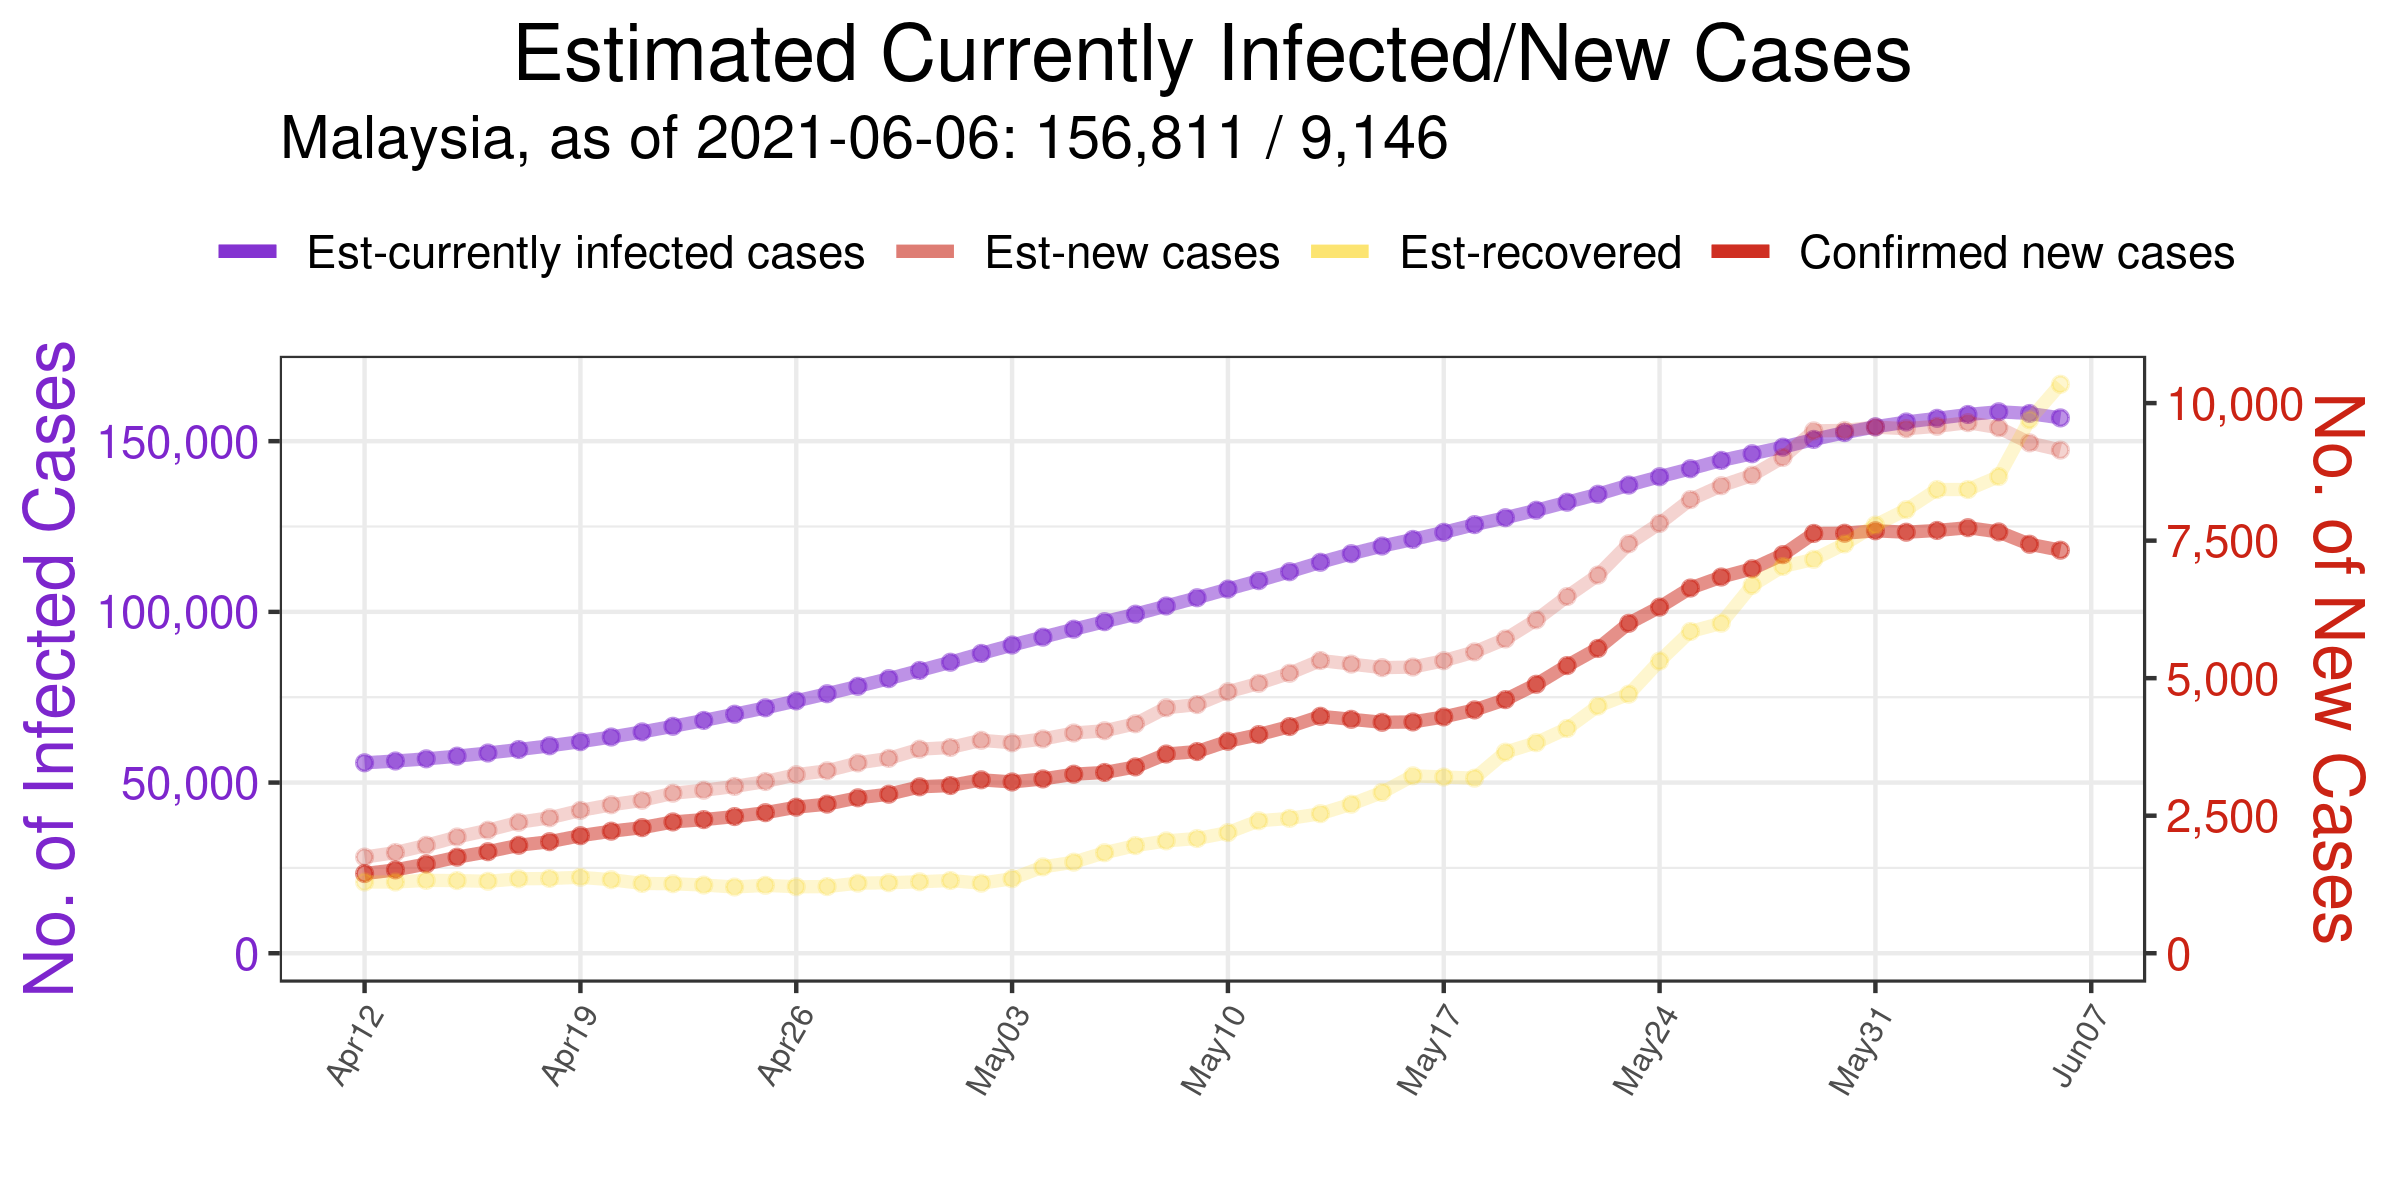 Estimated Currently Infected/New Cases
Malaysia, as of 2021-06-06: 156,811 / 9,146
Est-currently infected cases Est-new cases Est-recovered Confirmed new cases
No. of Infected Cases
150,000
100,000
50,000
0
10,000
7,500
5,000
2,500
0
No. of New Cases
Apr12
Apr19
Apr26
May03
May10
May17
May24
May31
Jun07